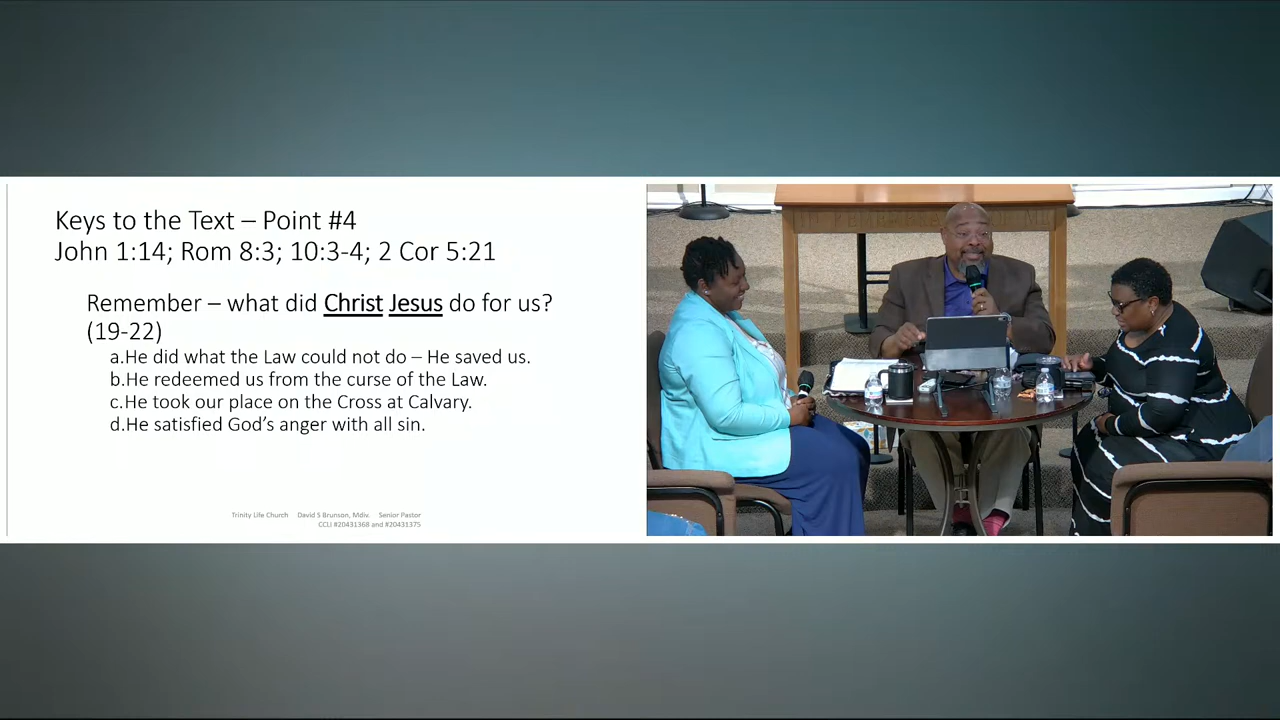 Keys to the Text – Point #4
John 1:14; Rom 8:3; 10:3-4; 2 Cor 5:21
Remember – what did Christ Jesus do for us?
(19-22)
a.He did what the Law could not do – He saved us.
b.He redeemed us from the curse of the Law.
c.He took our place on the Cross at Calvary.
d.He satisfied God's anger with all sin.
Trinity Life Church David S Brunson, Mdiv. Senior Pastor
CCLI #20431368 and #20431375